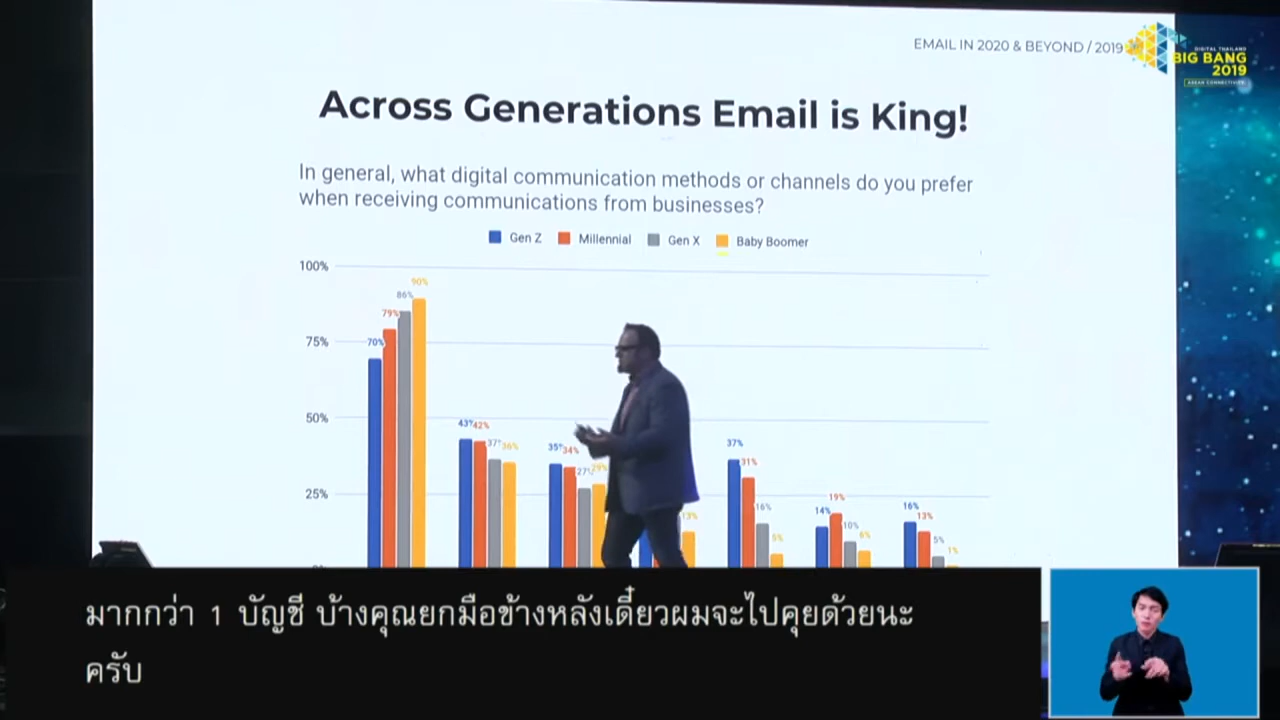 EMAIL IN 2020 & BEYOND / 2019
DIGITAL THAILAND
BIG BANG
2019
ASEAN CONNECTIVITY
Across Generations Email is King!
In general, what digital communication methods or channels do you prefer
when receiving communications from businesses?
Gen Z Millennial Gen X Baby Boomer
100%
75%
50%
25%
70% 79% 86% 90%
43% 42% 37% 36%
35% 34% 27% 29%
13%
37% 31% 16% 5%
14% 19% 10% 6%
16% 13% 5% 1%
มากกว่า 1 บัญชี บ้างคุณยกมือข้างหลังเดี๋ยวผมจะไปคุยด้วยนะ
ครับ